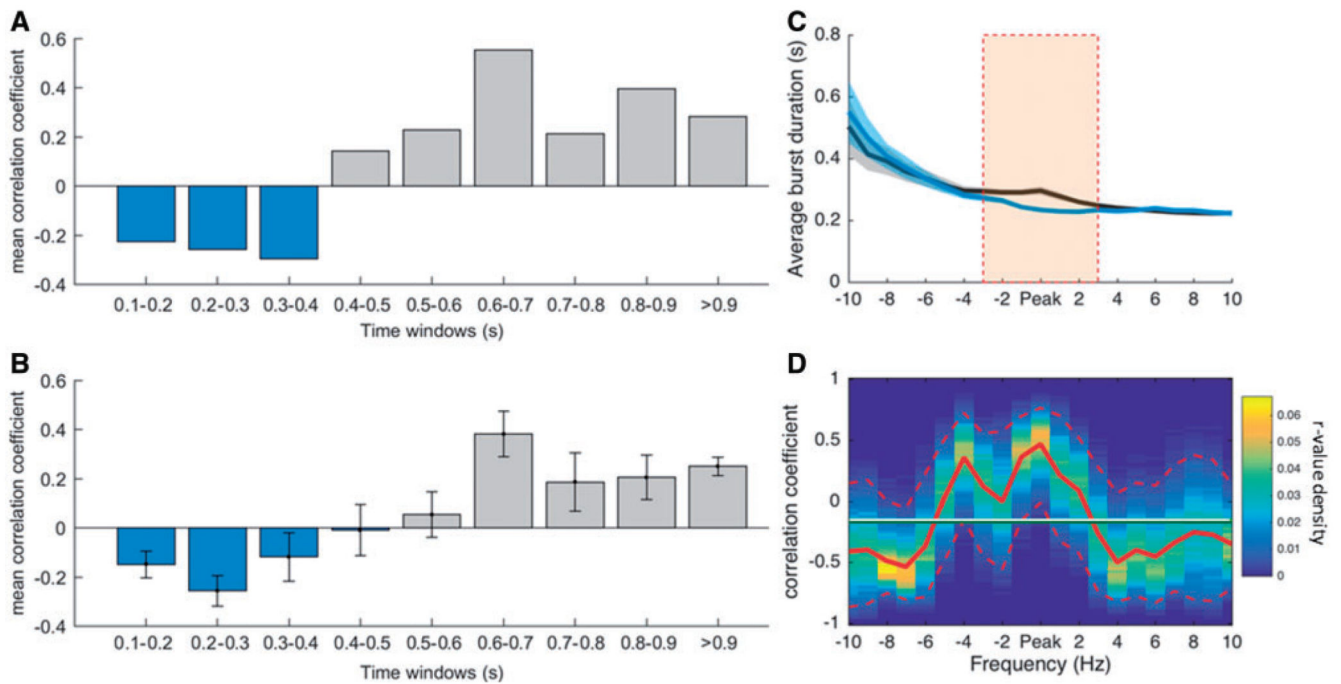 A
mean correlation coefficient
0.6
0.4
0.2
0
-0.2
-0.4
0.1-0.2 0.2-0.3 0.3-0.4 0.4-0.5 0.5-0.6 0.6-0.7 0.7-0.8 0.8-0.9 >0.9
Time windows (s)
B
mean correlation coefficient
0.6
0.4
0.2
0
-0.2
-0.4
0.1-0.2 0.2-0.3 0.3-0.4 0.4-0.5 0.5-0.6 0.6-0.7 0.7-0.8 0.8-0.9 >0.9
Time windows (s)
C
Average burst duration (s)
0.8
0.6
0.4
0.2
0
-10 -8 -6 -4 -2 Peak 2 4 6 8 10
D
correlation coefficient
1
0.5
0
-0.5
-1
-10 -8 -6 -4 -2 Peak 2 4 6 8 10
Frequency (Hz)
0.06
0.05
0.04
0.03
0.02
0.01
0
r-value density